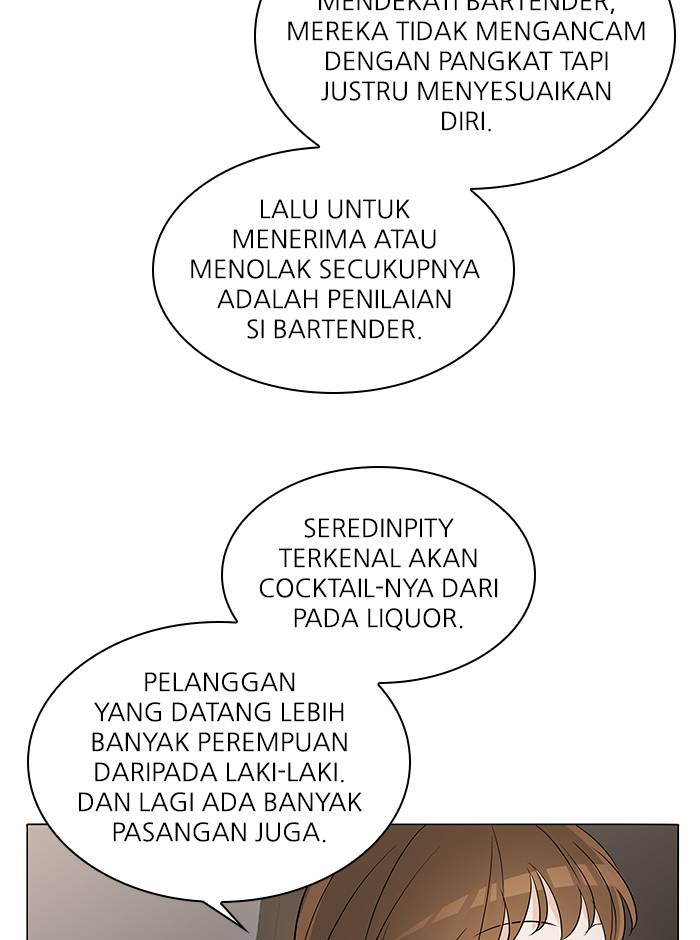 MENDEKATI BARTENDER,
MEREKA TIDAK MENGANCAM
DENGAN PANGKAT TAPI
JUSTRU MENYESUAIKAN
DIRI.
LALU UNTUK
MENERIMA ATAU
MENOLAK SECUKUPNYA
ADALAH PENILAIAN
SI BARTENDER.
SEREDINPITY
TERKENAL AKAN
COCKTAIL-NYA DARI
PADA LIQUOR.
PELANGGAN
YANG DATANG LEBIH
BANYAK PEREMPUAN
DARIPADA LAKI-LAKI.
DAN LAGI ADA BANYAK
PASANGAN JUGA.